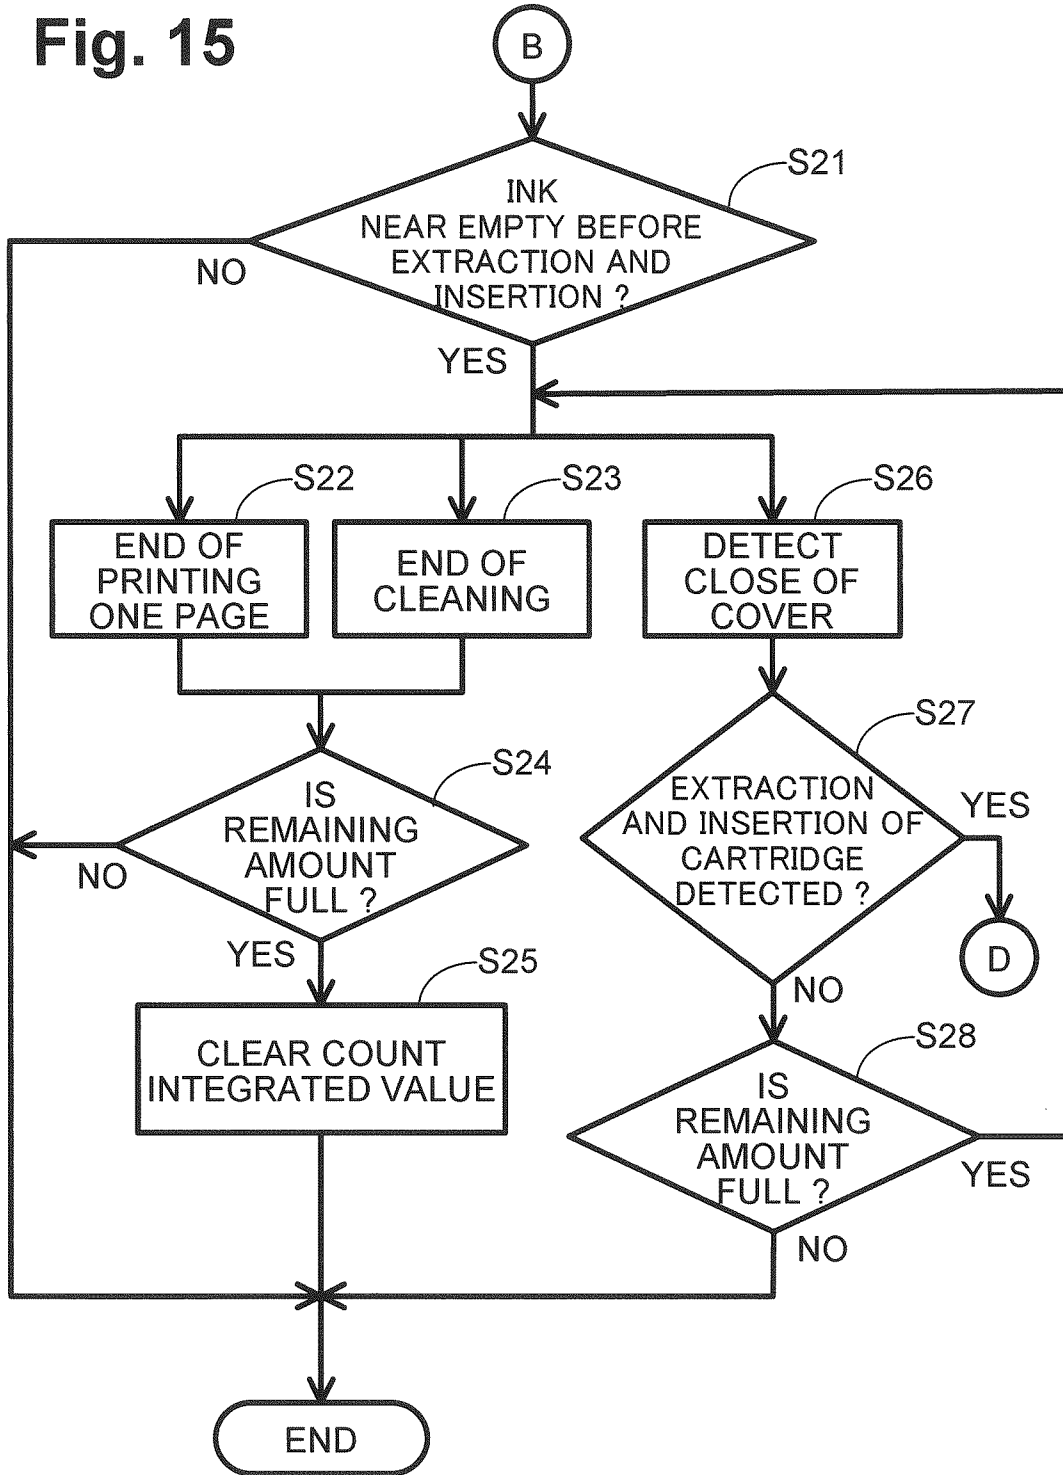 Fig. 15
B
S21
INK
NEAR EMPTY BEFORE
EXTRACTION AND
INSERTION ?
NO
YES
S22
S23
S26
END OF
PRINTING
ONE PAGE
END OF
CLEANING
DETECT
CLOSE OF
COVER
S24
IS
REMAINING
AMOUNT
FULL ?
NO
YES
S27
EXTRACTION
AND INSERTION OF
CARTRIDGE
DETECTED ?
YES
D
NO
S25
CLEAR COUNT
INTEGRATED VALUE
S28
IS
REMAINING
AMOUNT
FULL ?
YES
NO
END